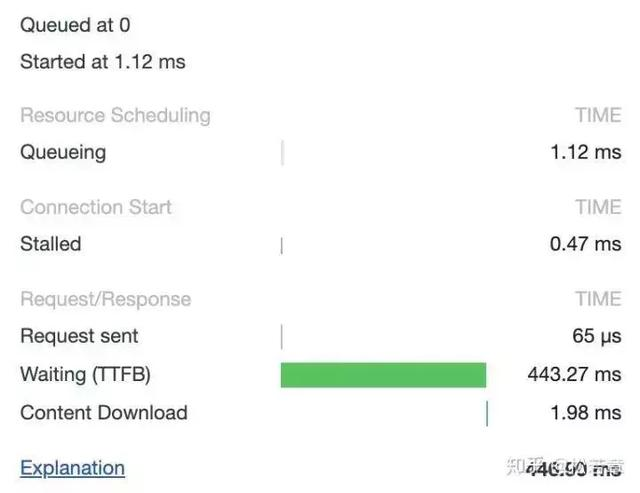 Queued at 0
Started at 1.12 ms
Resource Scheduling TIME
Queueing 1.12 ms
Connection Start TIME
Stalled 0.47 ms
Request/Response TIME
Request sent 65 μs
Waiting (TTFB) 443.27 ms
Content Download 1.98 ms
Explanation 446.90 ms
知乎